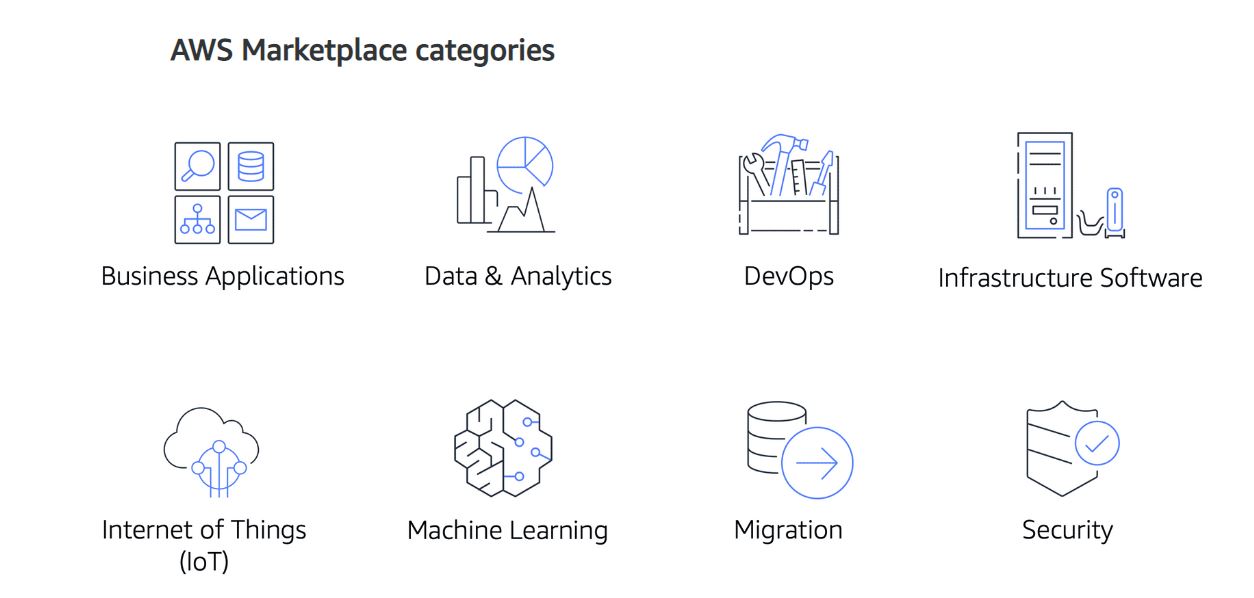 AWS Marketplace categories
Business Applications
Data & Analytics
DevOps
Infrastructure Software
Internet of Things
(IoT)
Machine Learning
Migration
Security